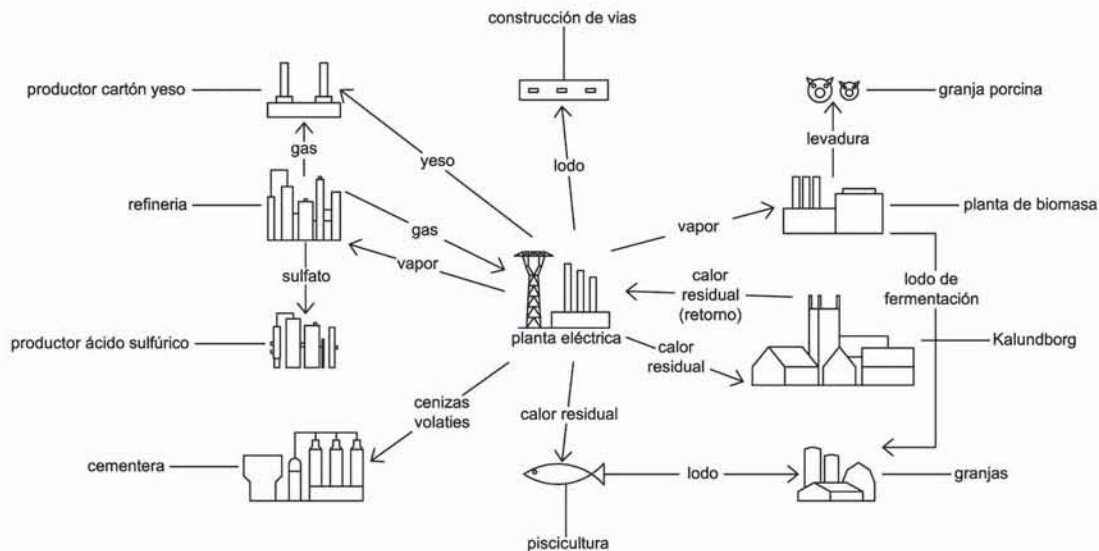 construcción de vias
productor cartón yeso
granja porcina
gas
yeso
lodo
levadura
refineria
gas
vapor
planta de biomasa
vapor
sulfato
calor
residual
(retorno)
lodo de
fermentación
productor ácido sulfúrico
planta eléctrica
calor
residual
Kalundborg
cenizas
volaties
calor residual
cementera
lodo
granjas
piscicultura